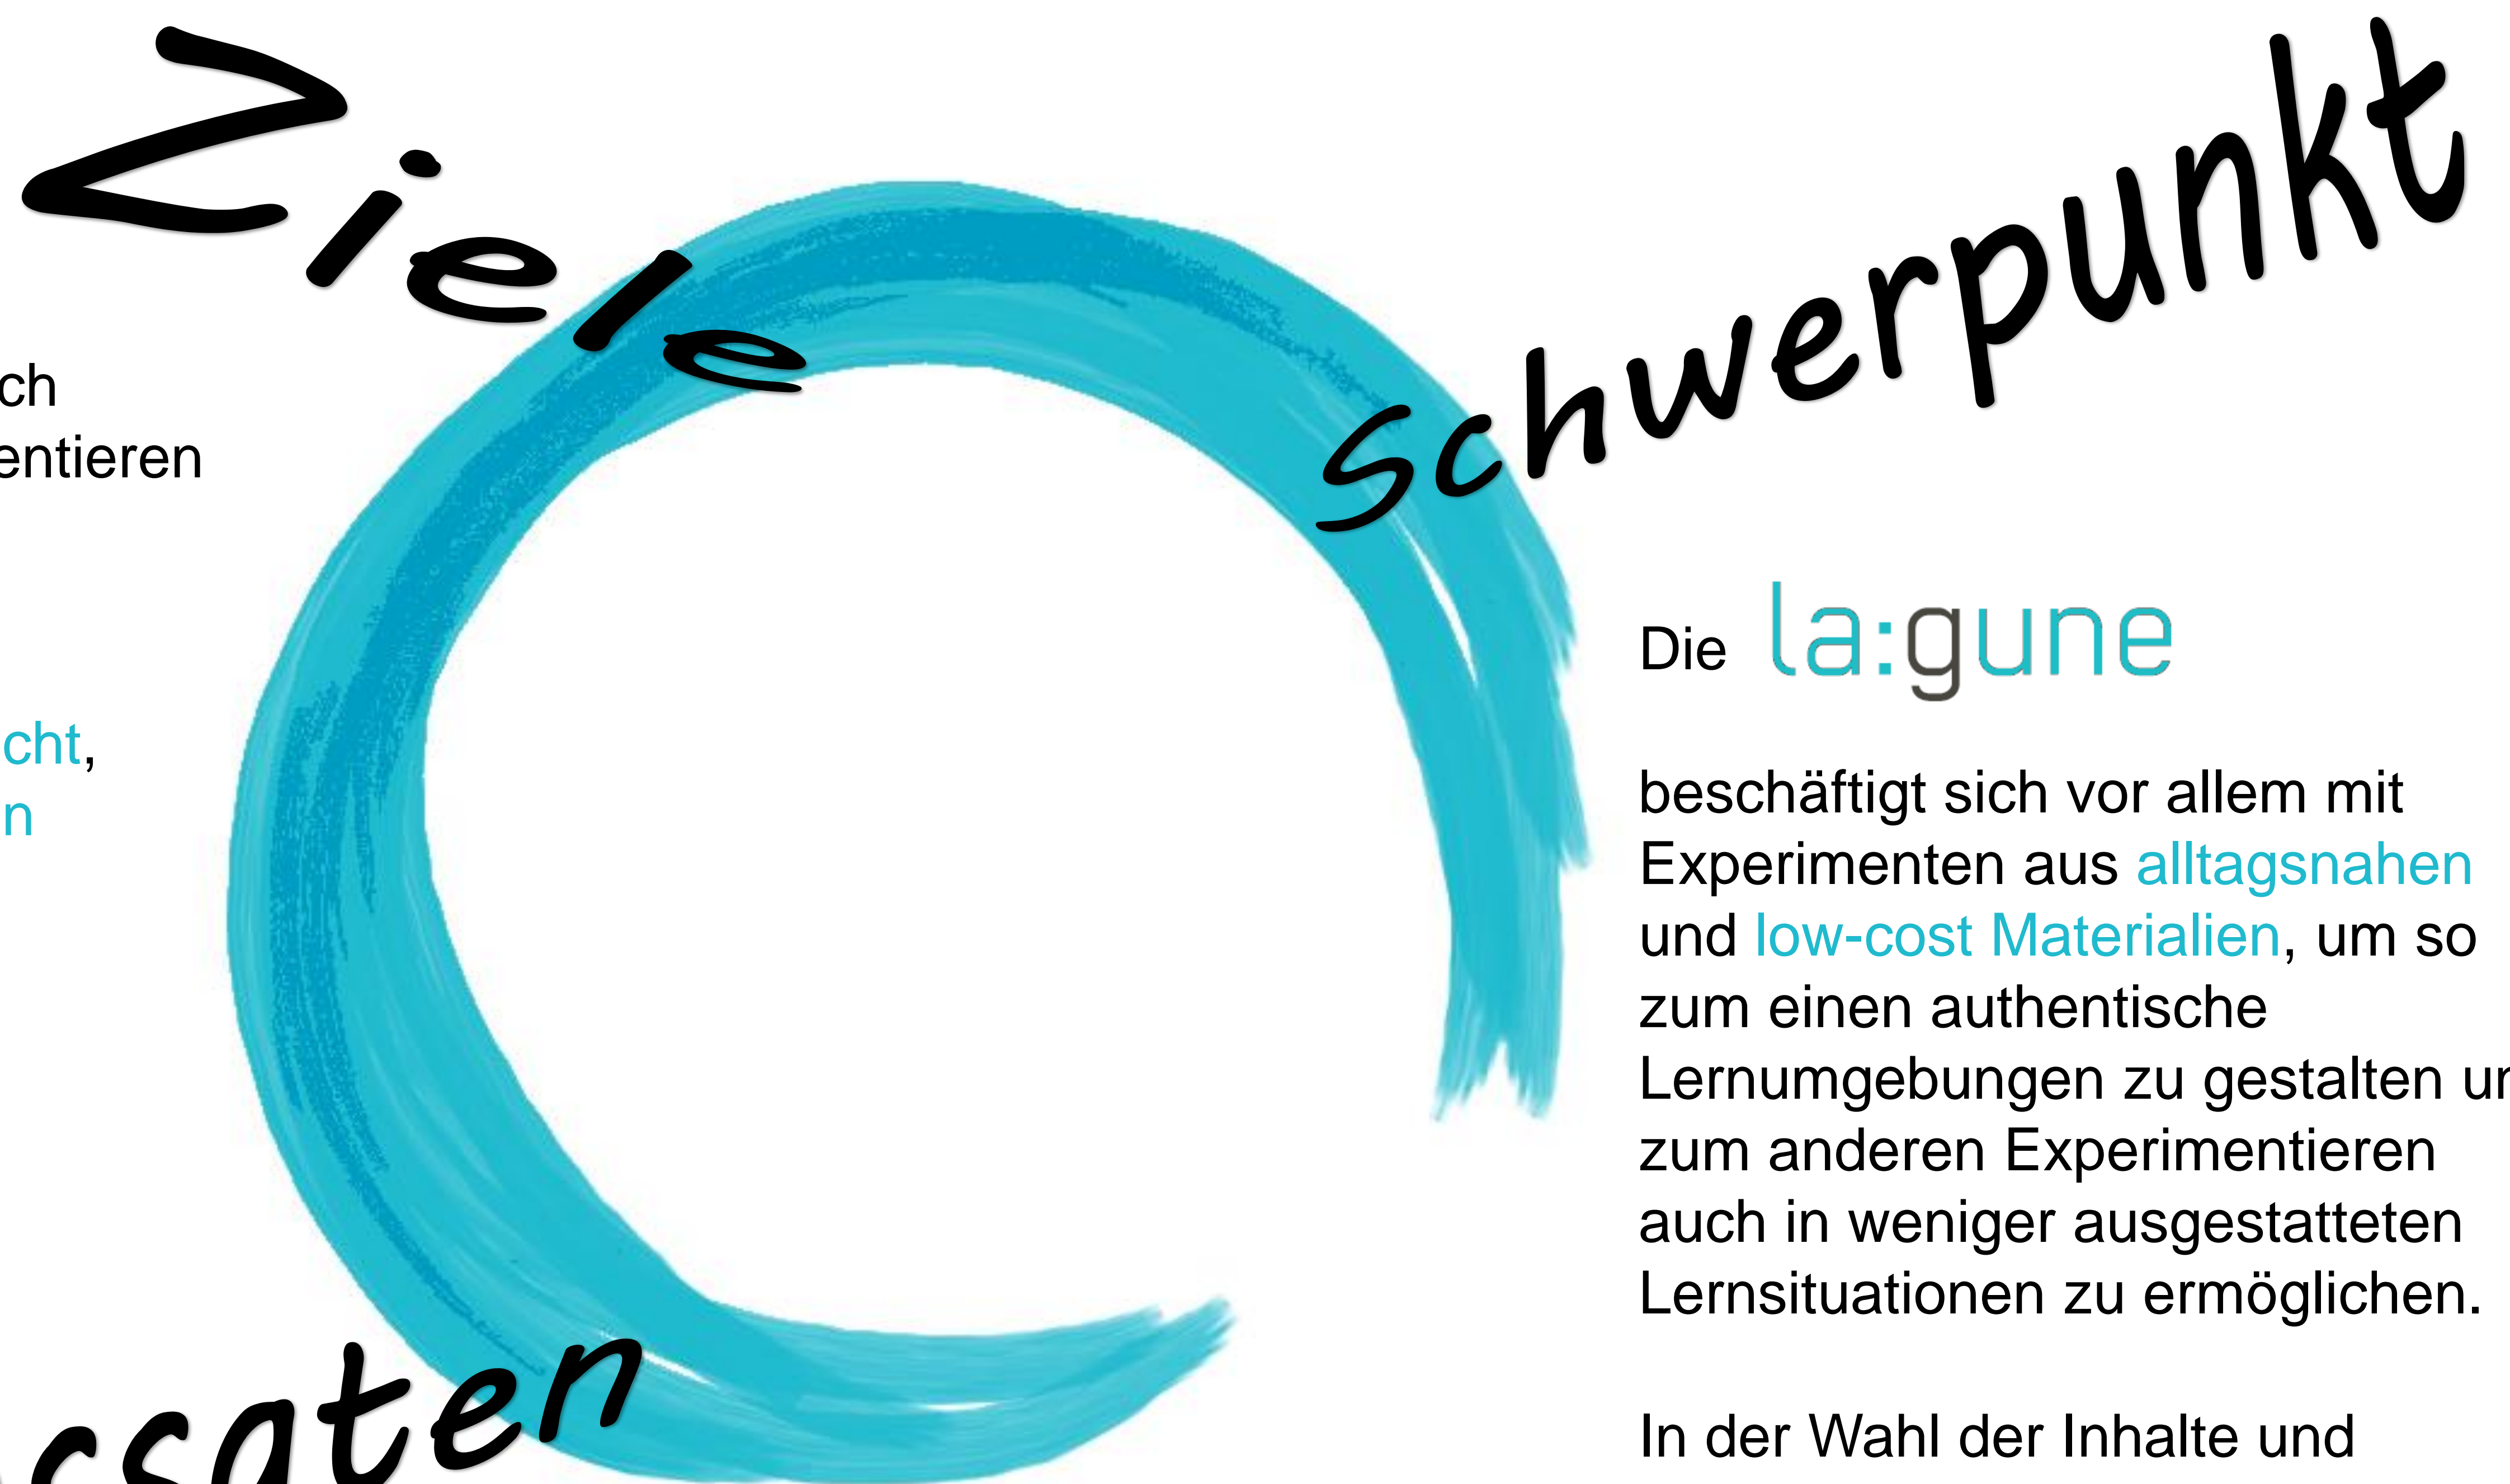 Ziele
ch
entieren
cht,
n
Schwerpunkt
Die la:gune
beschäftigt sich vor allem mit
Experimenten aus alltagsnahen
und low-cost Materialien, um so
zum einen authentische
Lernumgebungen zu gestalten
zum anderen Experimentieren
auch in weniger ausgestatteten
Lernsituationen zu ermöglichen.
In der Wahl der Inhalte und